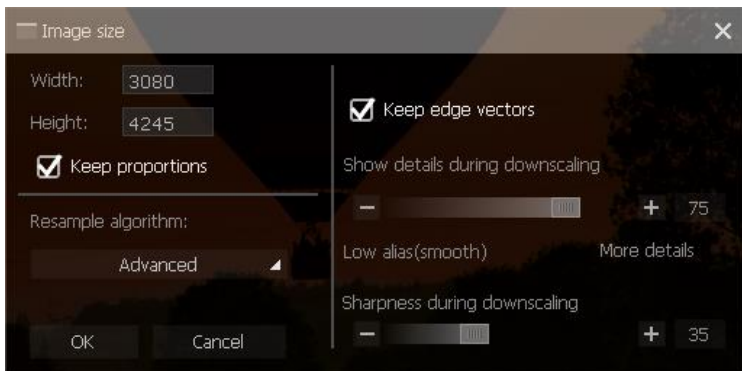 Image size
Width: 3080
Height: 4245
Keep proportions
Resample algorithm:
Advanced
OK Cancel
Keep edge vectors
Show details during downscaling
75
Low alias(smooth) More details
Sharpness during downscaling
35